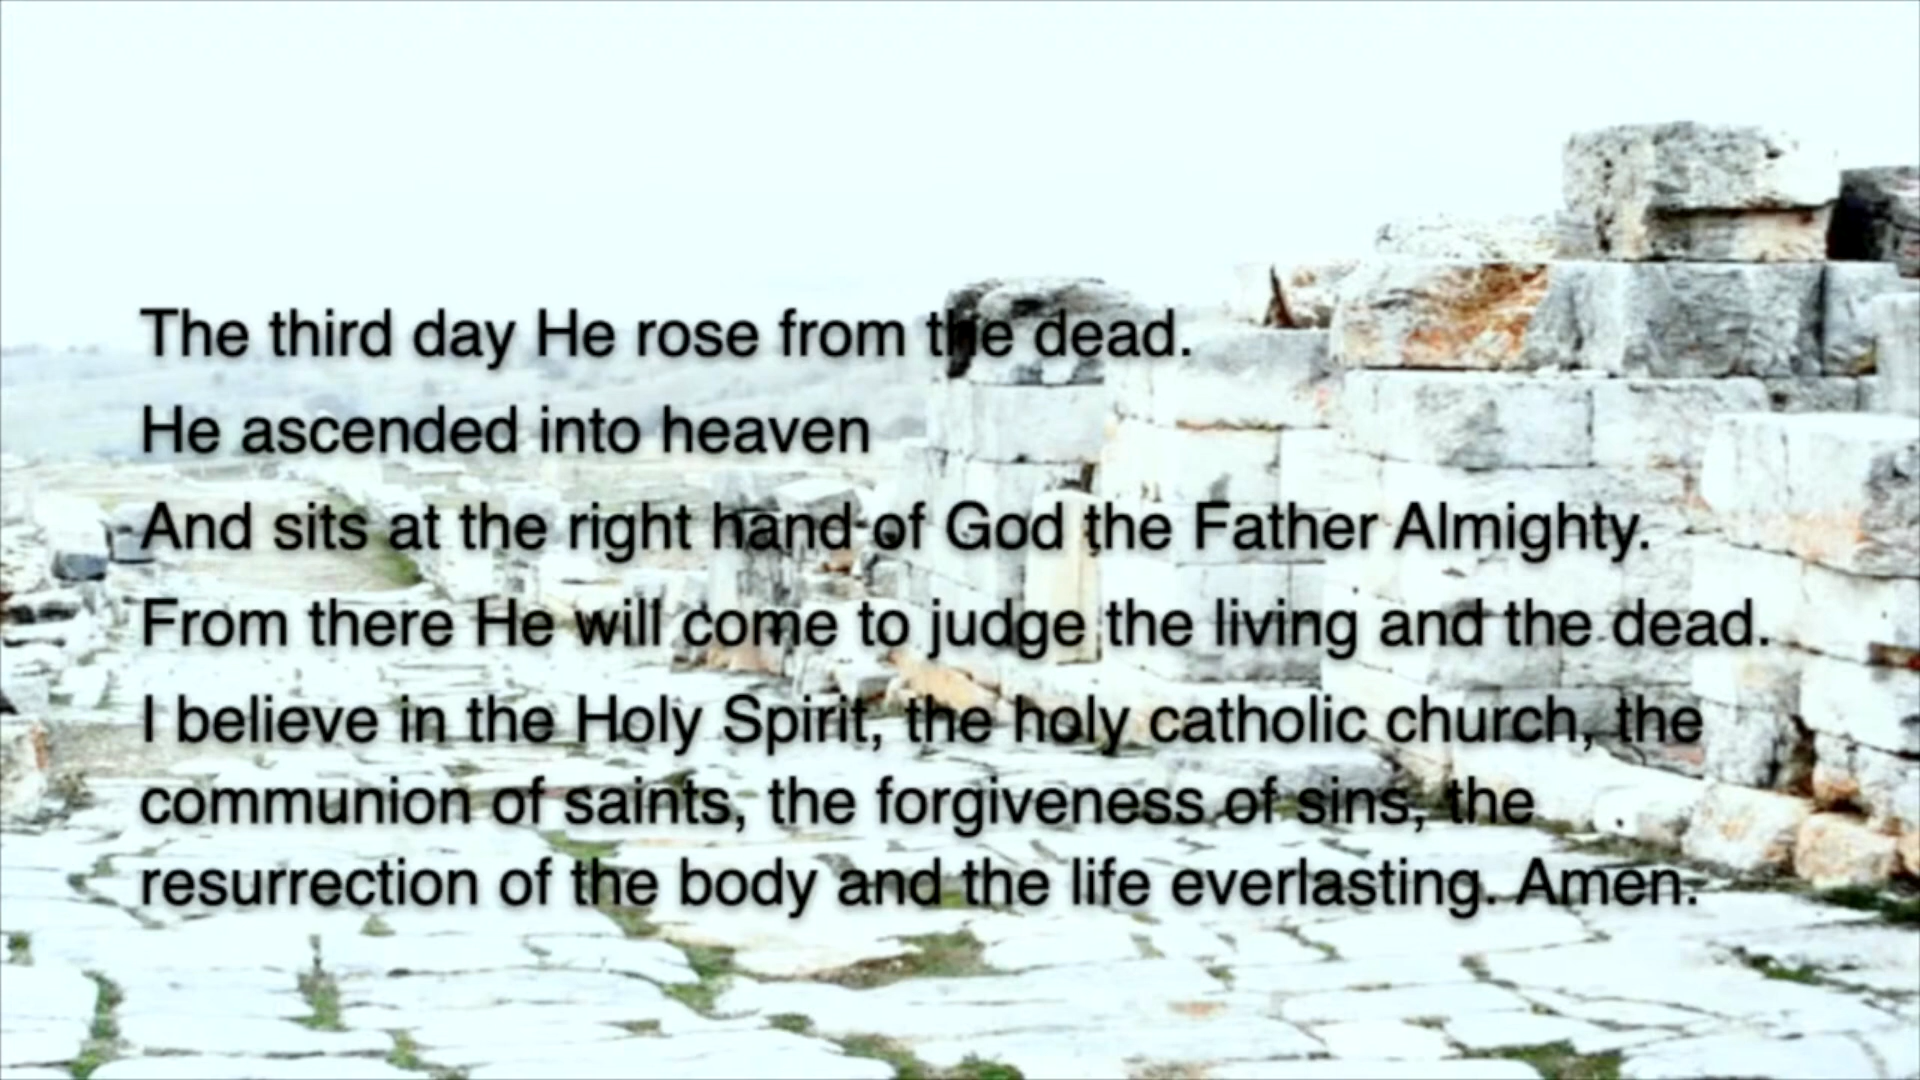 The third day He rose from the dead.
He ascended into heaven
And sits at the right hand of God the Father Almighty.
From there He will come to judge the living and the dead.
I believe in the Holy Spirit, the holy catholic church, the
communion of saints, the forgiveness of sins, the
resurrection of the body and the life everlasting. Amen.